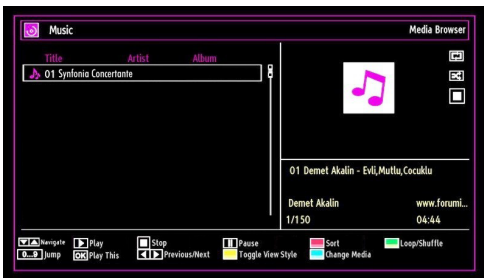 Music Media Browser
Title Artist Album
01 Synfonia Concertante
01 Demet Akalin - Evli,Mutlu,Cocuklu
Demet Akalin www.forumi...
1/150 04:44
Navigate Play Stop Pause Sort Loop/Shuffle
0...9 Jump OK Play This Previous/Next Toggle View Style Change Media